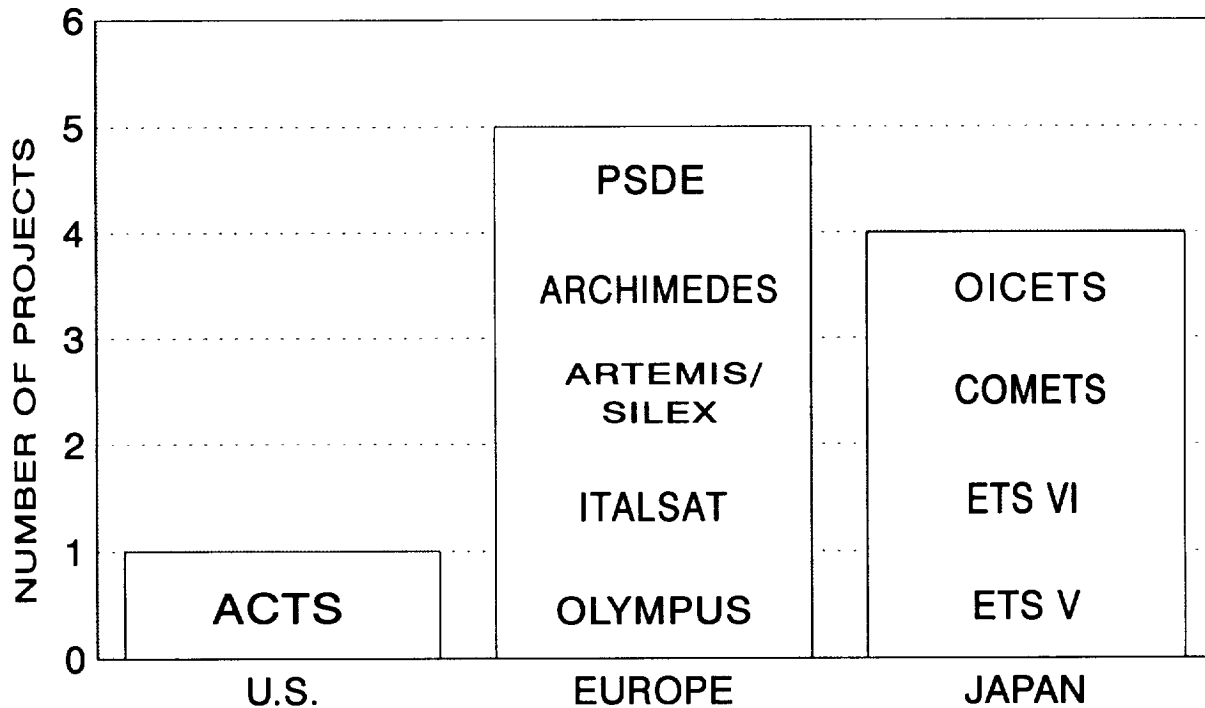 NUMBER OF PROJECTS
6
5
4
3
2
1
0
ACTS
U.S.
PSDE
ARCHIMEDES
ARTEMIS/
SILEX
ITALSAT
OLYMPUS
EUROPE
OICETS
COMETS
ETS VI
ETS V
JAPAN